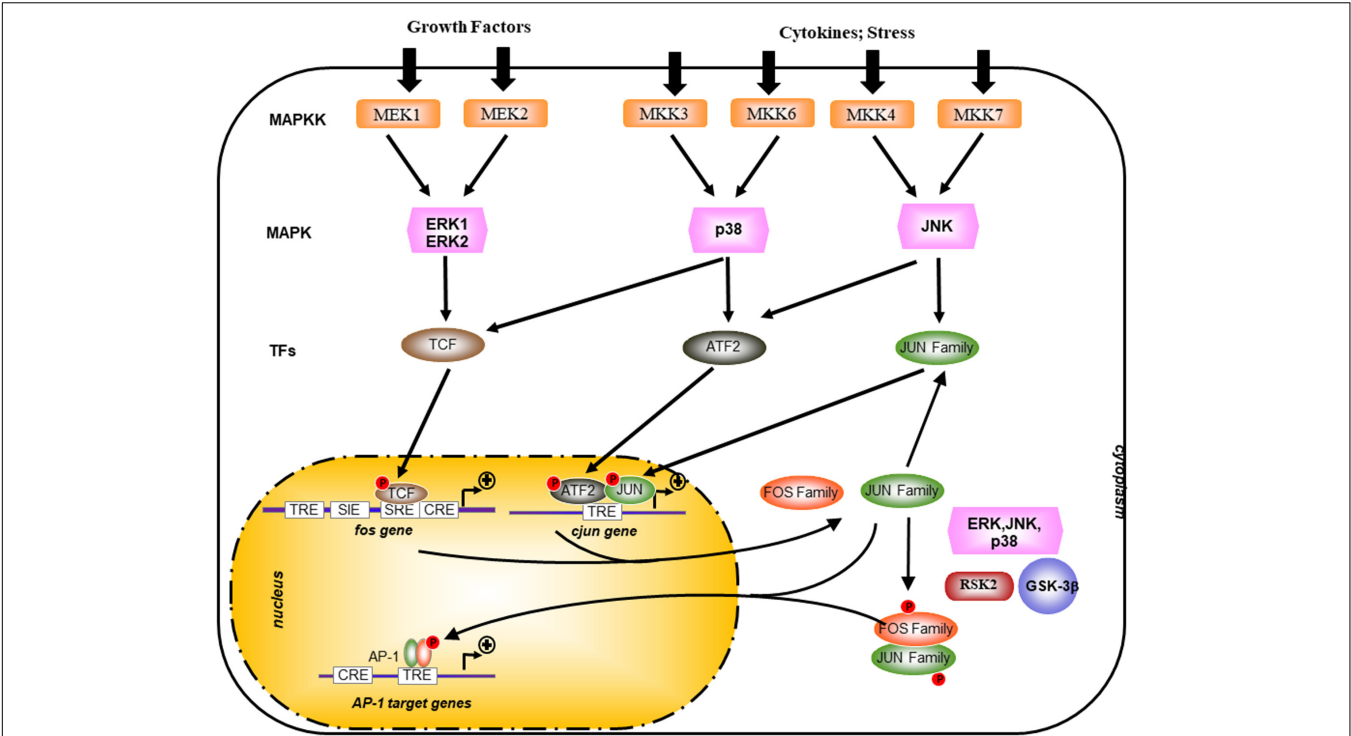 Growth Factors
Cytokines; Stress
MAPKK
MEK1
MEK2
MKK3
MKK6
MKK4
MKK7
MAPK
ERK1
ERK2
p38
JNK
TFs
TCF
ATF2
JUN Family
cytoplasm
P
TCF
TRE
SIE
SRE
CRE
fos gene
P
ATF2
P
JUN
TRE
cjun gene
FOS Family
JUN Family
ERK,JNK,
p38
RSK2
GSK-3β
nucleus
P
FOS Family
JUN Family
P
AP-1
P
CRE
TRE
AP-1 target genes